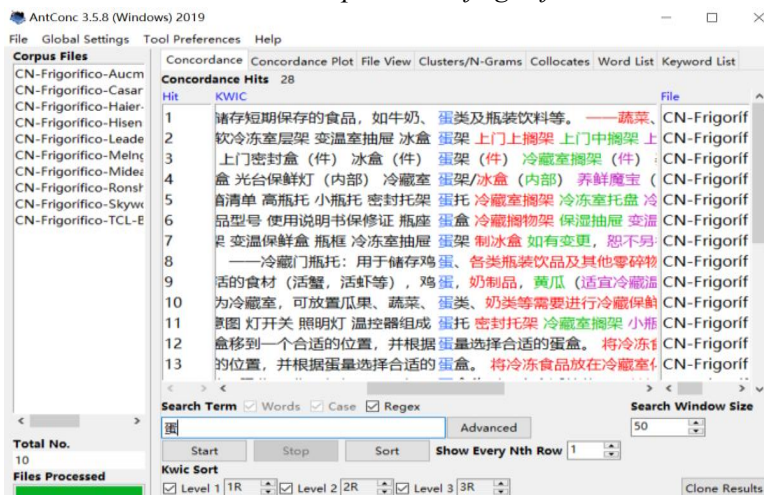 AntConc 3.5.8 (Windows) 2019
File Global Settings Tool Preferences Help
Corpus Files
CN-Frigorifico-Aucm
CN-Frigorifico-Casar
CN-Frigorifico-Haier-
CN-Frigorifico-Hisen
CN-Frigorifico-Leade
CN-Frigorifico-Melng
CN-Frigorifico-Midea
CN-Frigorifico-Ronsh
CN-Frigorifico-Skywo
CN-Frigorifico-TCL-E
Total No.
10
Files Processed
Concordance Concordance Plot File View Clusters/N-Grams Collocates Word List Keyword List
Concordance Hits 28
Hit KWIC File
1 储存短期保存的食品，如牛奶、 蛋类及瓶装饮料等。 ——蔬菜、 CN-Frigoríf
2 软冷冻室层架 变温室抽屉 冰盒 蛋架 上门上搁架 上门中搁架 上 CN-Frigoríf
3 上门密封盒（件） 冰盒（件） 蛋架（件） 冷藏室搁架（件） CN-Frigoríf
4 盒 光台保鲜灯（内部） 冷藏室 蛋架/冰盒（内部） 养鲜魔宝（ CN-Frigoríf
5 清单 高瓶托 小瓶托 密封托架 蛋托 冷藏室搁架 冷冻室托盘 冷 CN-Frigoríf
6 品型号 使用说明书保修证 瓶座 蛋盒 冷藏搁物架 保湿抽屉 变温 CN-Frigoríf
7 架 变温保鲜盒 瓶框 冷冻室抽屉 蛋架 制冰盒 如有变更，恕不另 CN-Frigoríf
8 ——冷藏门瓶托：用于储存鸡 蛋、各类瓶装饮品及其他零碎物 CN-Frigoríf
9 活的食材（活蟹，活虾等），鸡 蛋，奶制品，黄瓜（适宜冷藏温 CN-Frigoríf
10 为冷藏室，可放置瓜果、蔬菜、 蛋类、奶类等需要进行冷藏保鲜 CN-Frigoríf
11 意图 灯开关 照明灯 温控器组成 蛋托 密封托架 冷藏室搁架 小瓶 CN-Frigoríf
12 盒移到一个合适的位置，并根据 蛋量选择合适的蛋盒。 将冷冻食 CN-Frigoríf
13 的位置，并根据蛋量选择合适的 蛋盒。 将冷冻食品放在冷藏室化 CN-Frigoríf
Search Term Words Case Regex Search Window Size
蛋 Advanced 50
Start Stop Sort Show Every Nth Row 1
Kwic Sort
Level 1 1R Level 2 2R Level 3 3R Clone Results